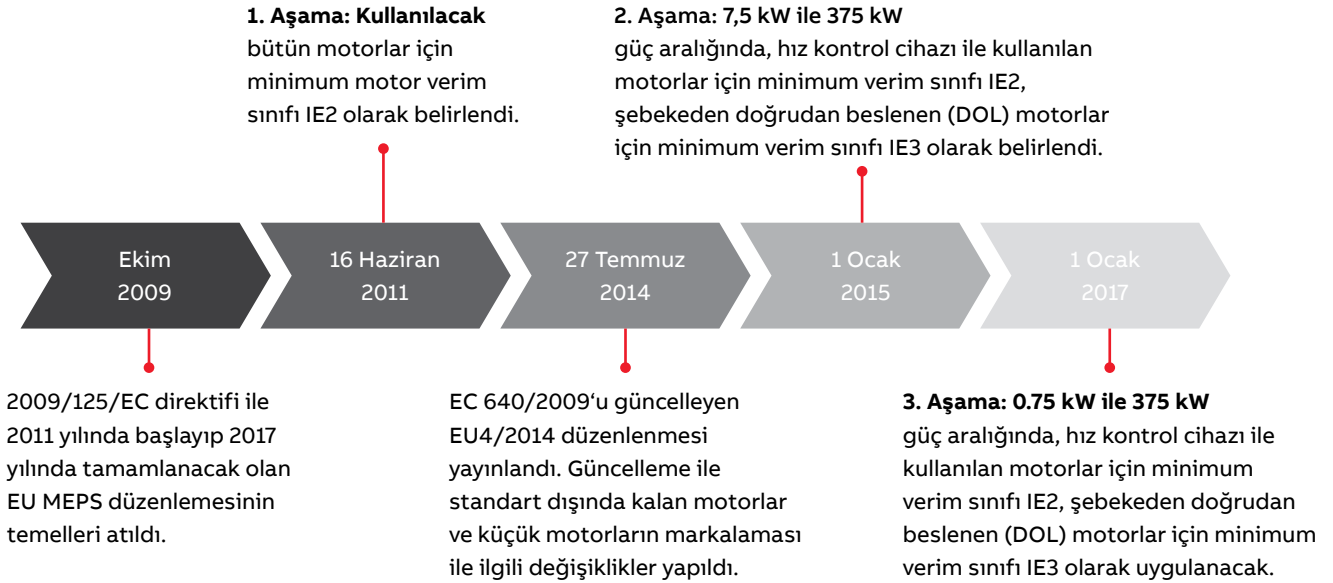 1. Aşama: Kullanılacak
bütün motorlar için
minimum motor verim
sınıfı IE2 olarak belirlendi.
2. Aşama: 7,5 kW ile 375 kW
güç aralığında, hız kontrol cihazı ile kullanılan
motorlar için minimum verim sınıfı IE2,
şebekeden doğrudan beslenen (DOL) motorlar
için minimum verim sınıfı IE3 olarak belirlendi.
Ekim
2009
16 Haziran
2011
27 Temmuz
2014
1 Ocak
2015
1 Ocak
2017
2009/125/EC direktifi ile
2011 yılında başlayıp 2017
yılında tamamlanacak olan
EU MEPS düzenlemesinin
temelleri atıldı.
EC 640/2009‘u güncelleyen
EU4/2014 düzenlenmesi
yayınlandı. Güncelleme ile
standart dışında kalan motorlar
ve küçük motorların markalaması
ile ilgili değişiklikler yapıldı.
3. Aşama: 0.75 kW ile 375 kW
güç aralığında, hız kontrol cihazı ile
kullanılan motorlar için minimum
verim sınıfı IE2, şebekeden doğrudan
beslenen (DOL) motorlar için minimum
verim sınıfı IE3 olarak uygulanacak.